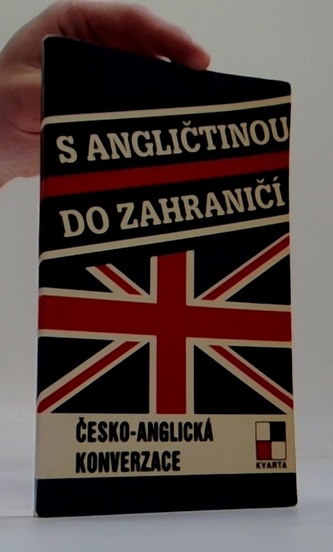 S ANGLIČTINOU
DO ZAHRANIČÍ
ČESKO-ANGLICKÁ
KONVERZACE
KVARTA